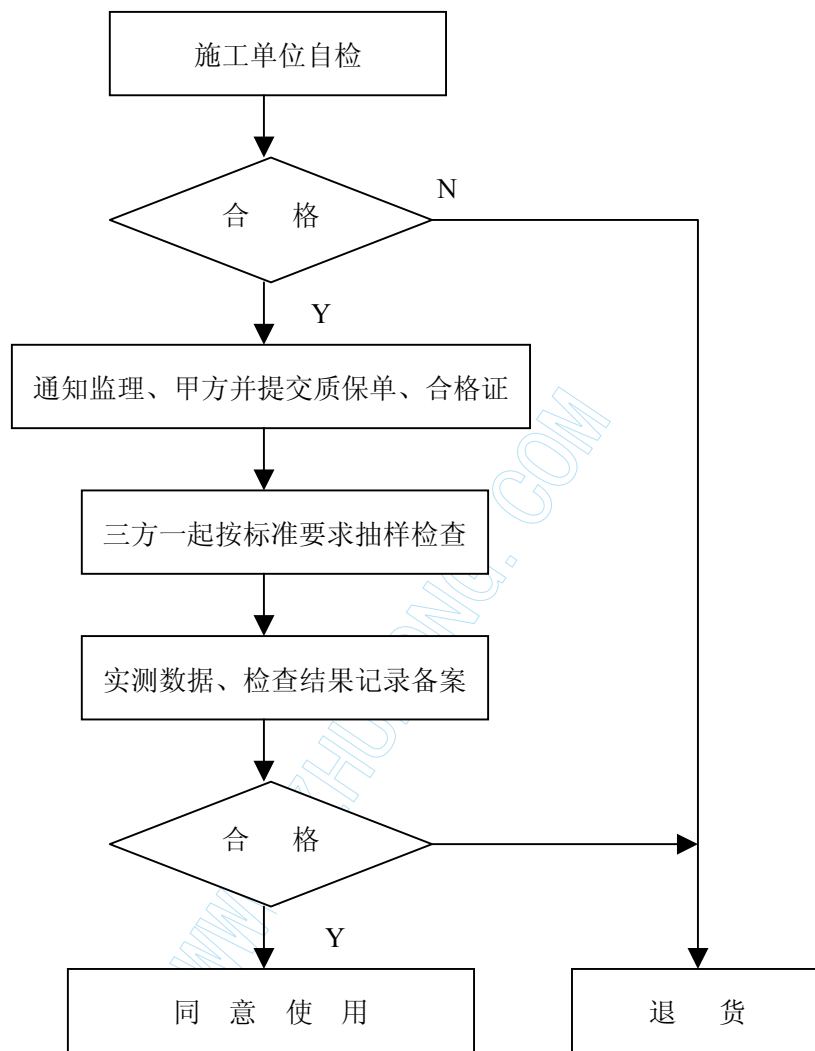 施工单位自检
合 格
N
Y
通知监理、甲方并提交质保单、合格证
三方一起按标准要求抽样检查
实测数据、检查结果记录备案
合 格
Y
同 意 使 用
退 货